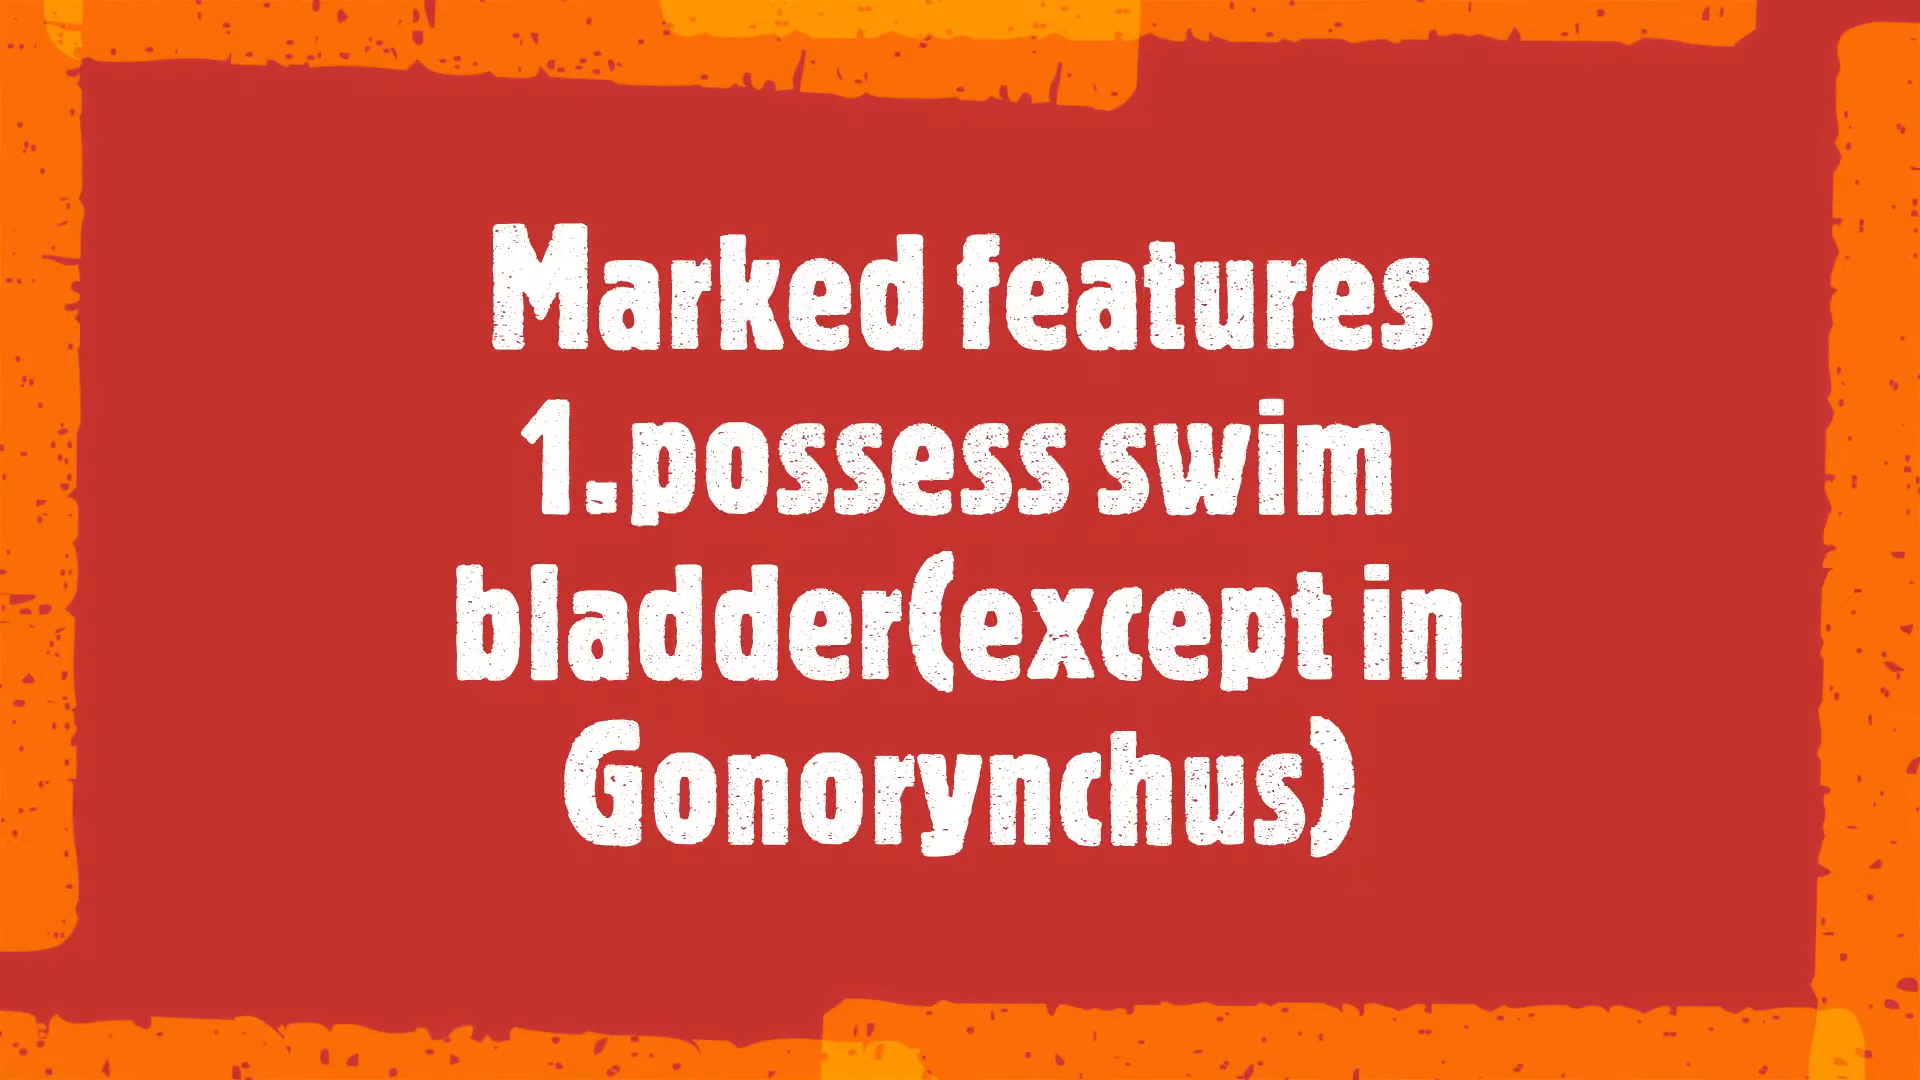 Marked features
1.possess swim
bladder(except in
Gonorynchus)